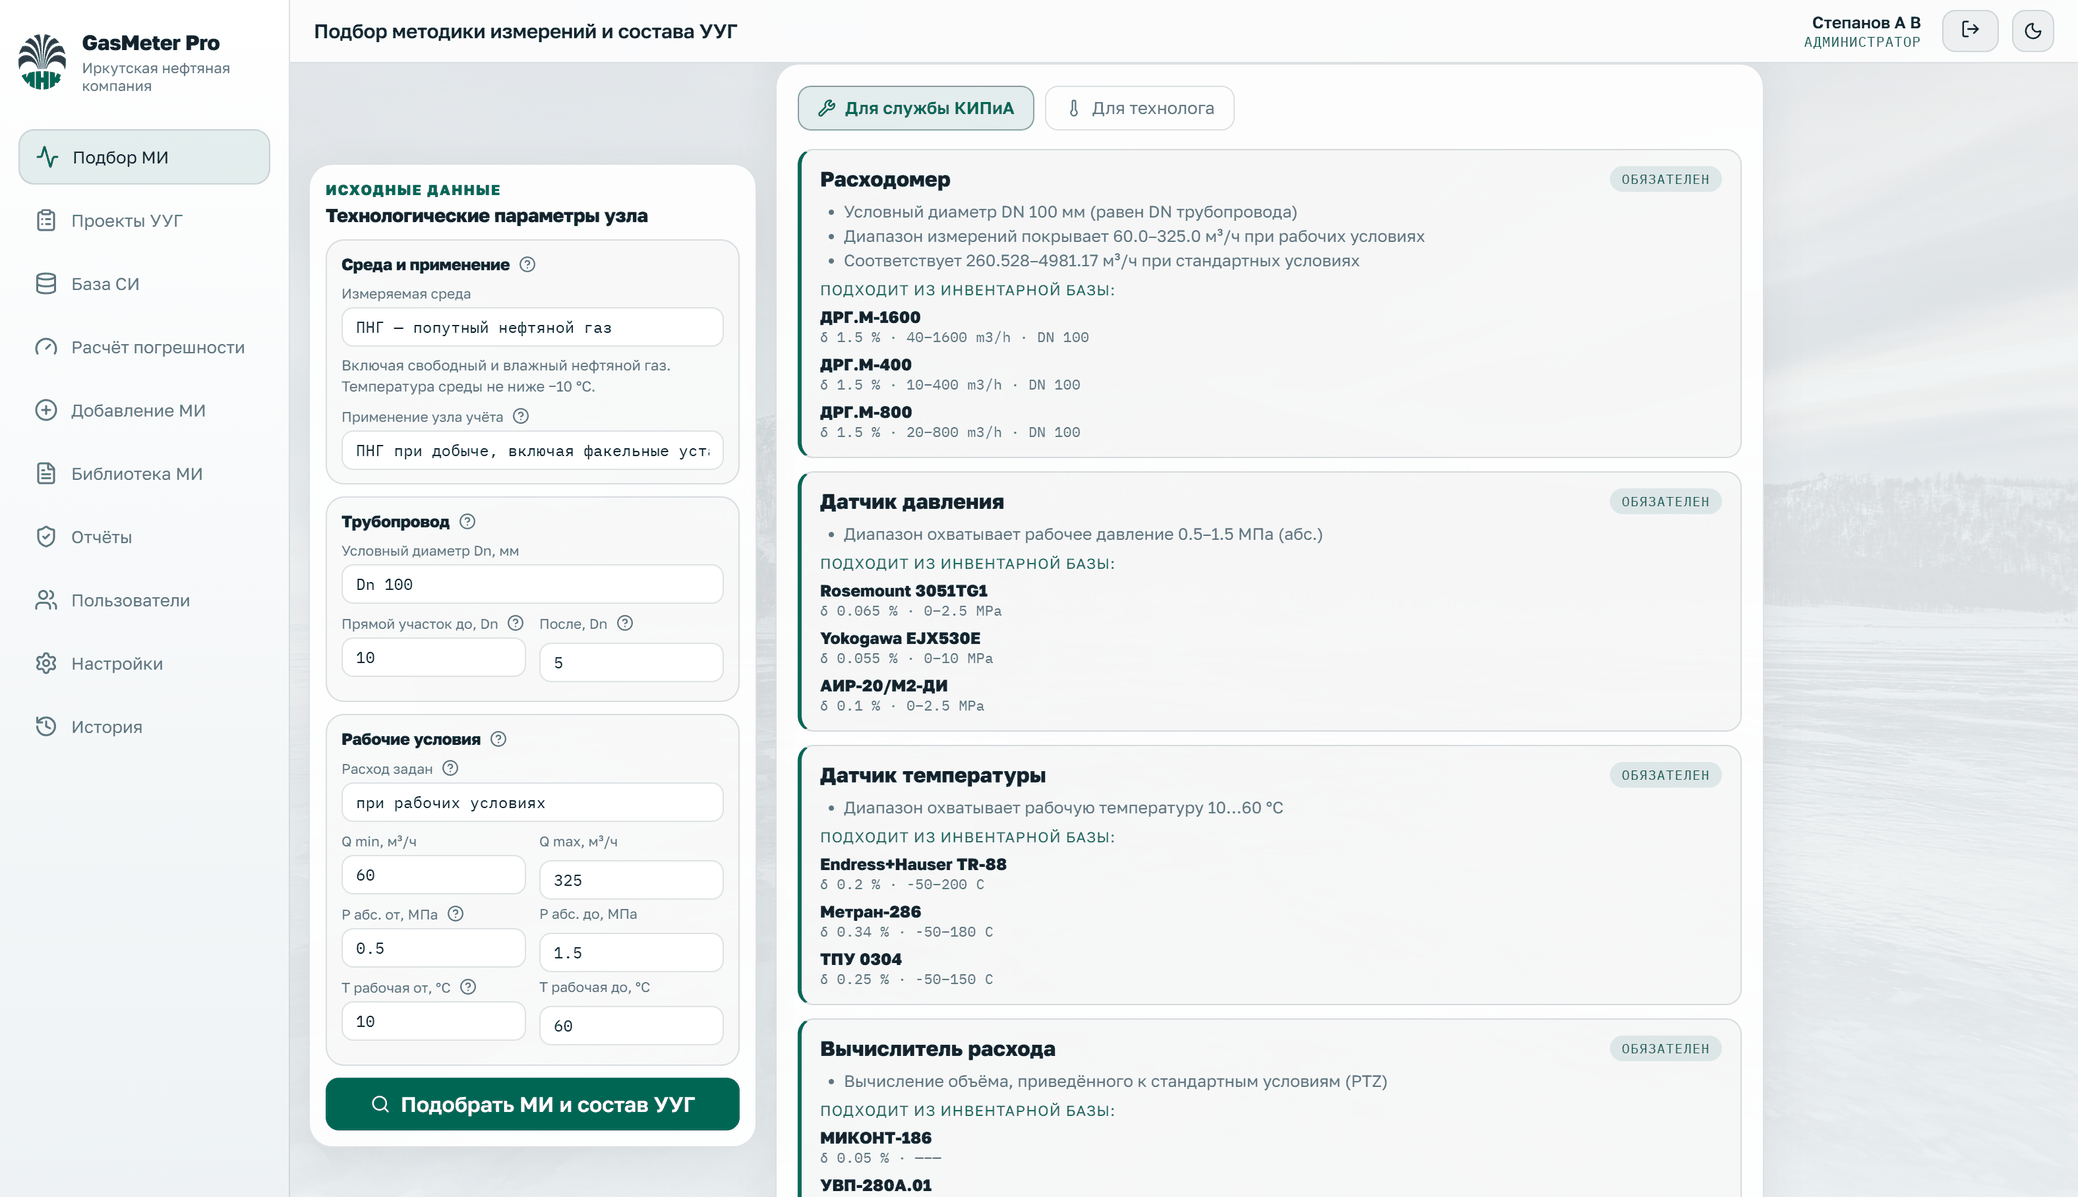 GasMeter Pro
Иркутская нефтяная
компания
Подбор МИ
Проекты УУГ
База СИ
Расчёт погрешности
Добавление МИ
Библиотека МИ
Отчёты
Пользователи
Настройки
История
Подбор методики измерений и состава УУГ
Степанов А В
АДМИНИСТРАТОР
ИСХОДНЫЕ ДАННЫЕ
Технологические параметры узла
Среда и применение
Измеряемая среда
ПНГ — попутный нефтяной газ
Включая свободный и влажный нефтяной газ.
Температура среды не ниже −10 °C.
Применение узла учёта
ПНГ при добыче, включая факельные уста
Трубопровод
Условный диаметр Dn, мм
Dn 100
Прямой участок до, Dn
После, Dn
10
5
Рабочие условия
Расход задан
при рабочих условиях
Q min, м³/ч
Q max, м³/ч
60
325
P абс. от, МПа
P абс. до, МПа
0.5
1.5
T рабочая от, °C
T рабочая до, °C
10
60
Подобрать МИ и состав УУГ
Для службы КИПиА
Для технолога
Расходомер
ОБЯЗАТЕЛЕН
• Условный диаметр DN 100 мм (равен DN трубопровода)
• Диапазон измерений покрывает 60.0–325.0 м³/ч при рабочих условиях
• Соответствует 260.528–4981.17 м³/ч при стандартных условиях
ПОДХОДИТ ИЗ ИНВЕНТАРНОЙ БАЗЫ:
ДРГ.М-1600
δ 1.5 % · 40–1600 m3/h · DN 100
ДРГ.М-400
δ 1.5 % · 10–400 m3/h · DN 100
ДРГ.М-800
δ 1.5 % · 20–800 m3/h · DN 100
Датчик давления
ОБЯЗАТЕЛЕН
• Диапазон охватывает рабочее давление 0.5–1.5 МПа (абс.)
ПОДХОДИТ ИЗ ИНВЕНТАРНОЙ БАЗЫ:
Rosemount 3051TG1
δ 0.065 % · 0–2.5 MPa
Yokogawa EJX530E
δ 0.055 % · 0–10 MPa
АИР-20/М2-ДИ
δ 0.1 % · 0–2.5 MPa
Датчик температуры
ОБЯЗАТЕЛЕН
• Диапазон охватывает рабочую температуру 10…60 °C
ПОДХОДИТ ИЗ ИНВЕНТАРНОЙ БАЗЫ:
Endress+Hauser TR-88
δ 0.2 % · -50–200 C
Метран-286
δ 0.34 % · -50–180 C
ТПУ 0304
δ 0.25 % · -50–150 C
Вычислитель расхода
ОБЯЗАТЕЛЕН
• Вычисление объёма, приведённого к стандартным условиям (PTZ)
ПОДХОДИТ ИЗ ИНВЕНТАРНОЙ БАЗЫ:
МИКОНТ-186
δ 0.05 % · ———
УВП-280А.01